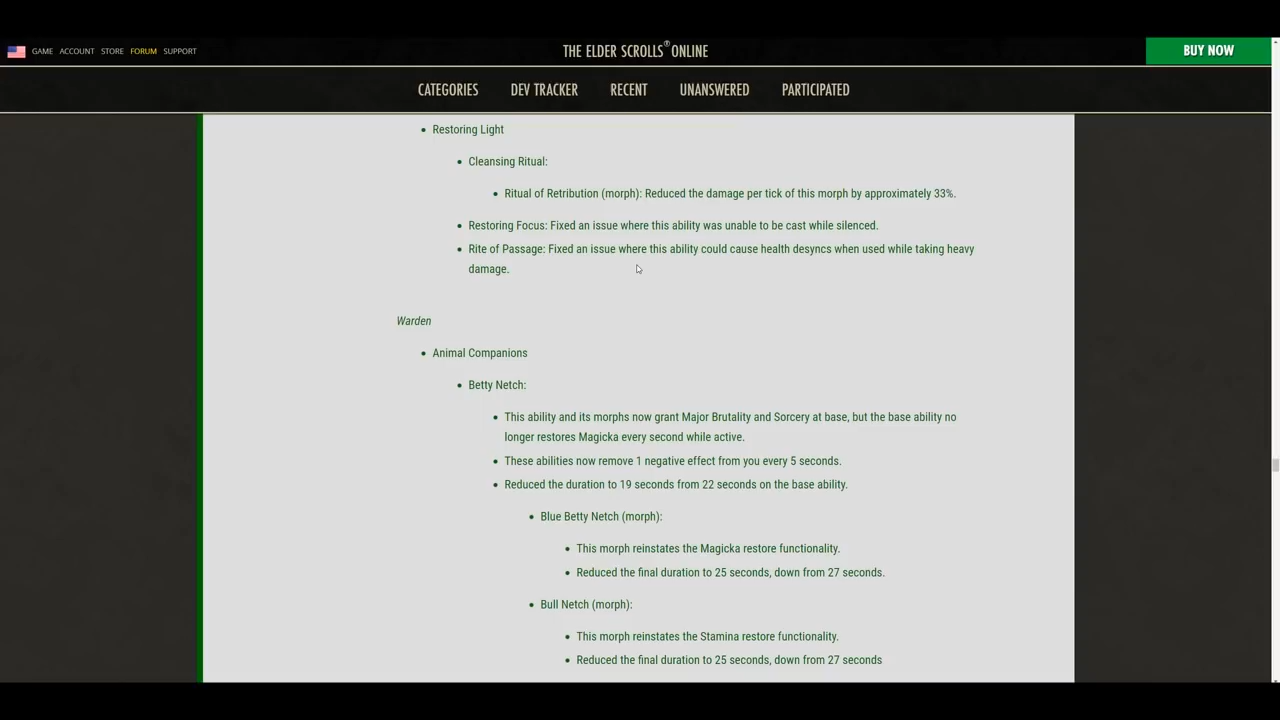 GAME ACCOUNT STORE FORUM SUPPORT
THE ELDER SCROLLS® ONLINE
BUY NOW
CATEGORIES DEV TRACKER RECENT UNANSWERED PARTICIPATED
• Restoring Light
• Cleansing Ritual:
• Ritual of Retribution (morph): Reduced the damage per tick of this morph by approximately 33%.
• Restoring Focus: Fixed an issue where this ability was unable to be cast while silenced.
• Rite of Passage: Fixed an issue where this ability could cause health desyncs when used while taking heavy
damage.
Warden
• Animal Companions
• Betty Netch:
• This ability and its morphs now grant Major Brutality and Sorcery at base, but the base ability no
longer restores Magicka every second while active.
• These abilities now remove 1 negative effect from you every 5 seconds.
• Reduced the duration to 19 seconds from 22 seconds on the base ability.
• Blue Betty Netch (morph):
• This morph reinstates the Magicka restore functionality.
• Reduced the final duration to 25 seconds, down from 27 seconds.
• Bull Netch (morph):
• This morph reinstates the Stamina restore functionality.
• Reduced the final duration to 25 seconds, down from 27 seconds